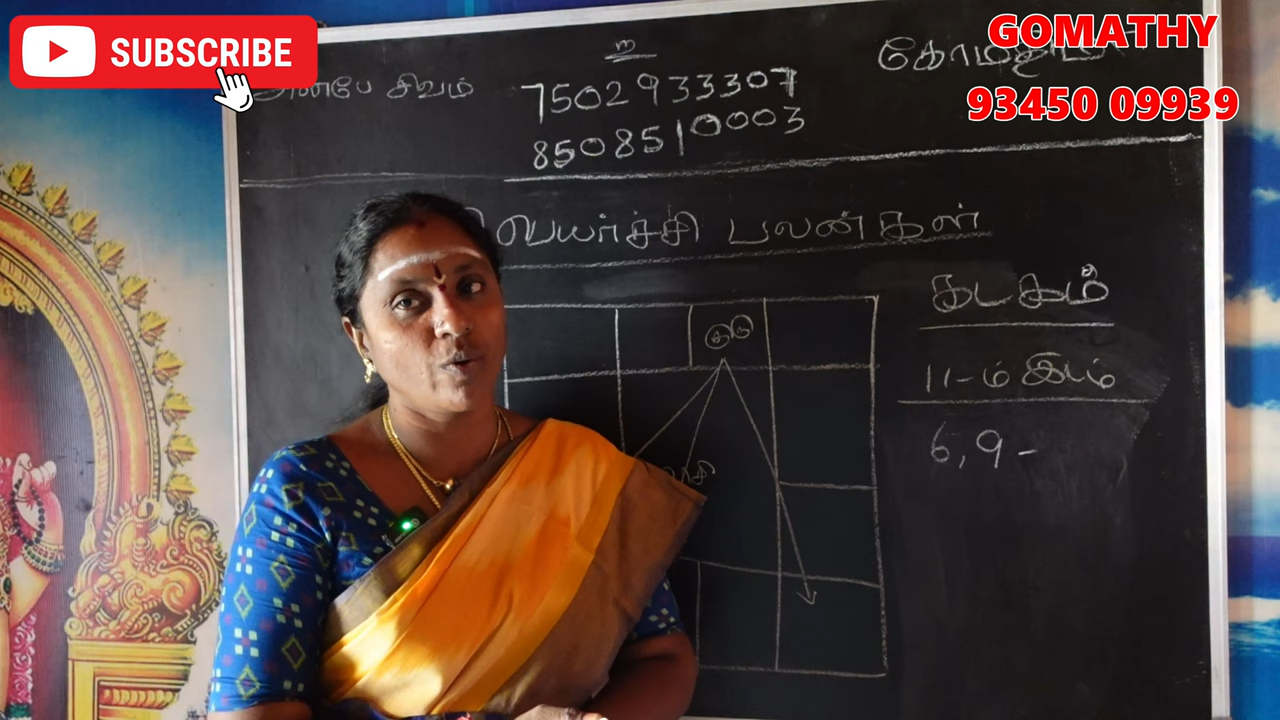 SUBSCRIBE
GOMATHY
93450 09939
உ
அன்பே சிவம்
7502933307
8508510003
பெயர்ச்சி பலன்கள்
கடகம்
குரு
11-ம் இடம்
6, 9 -